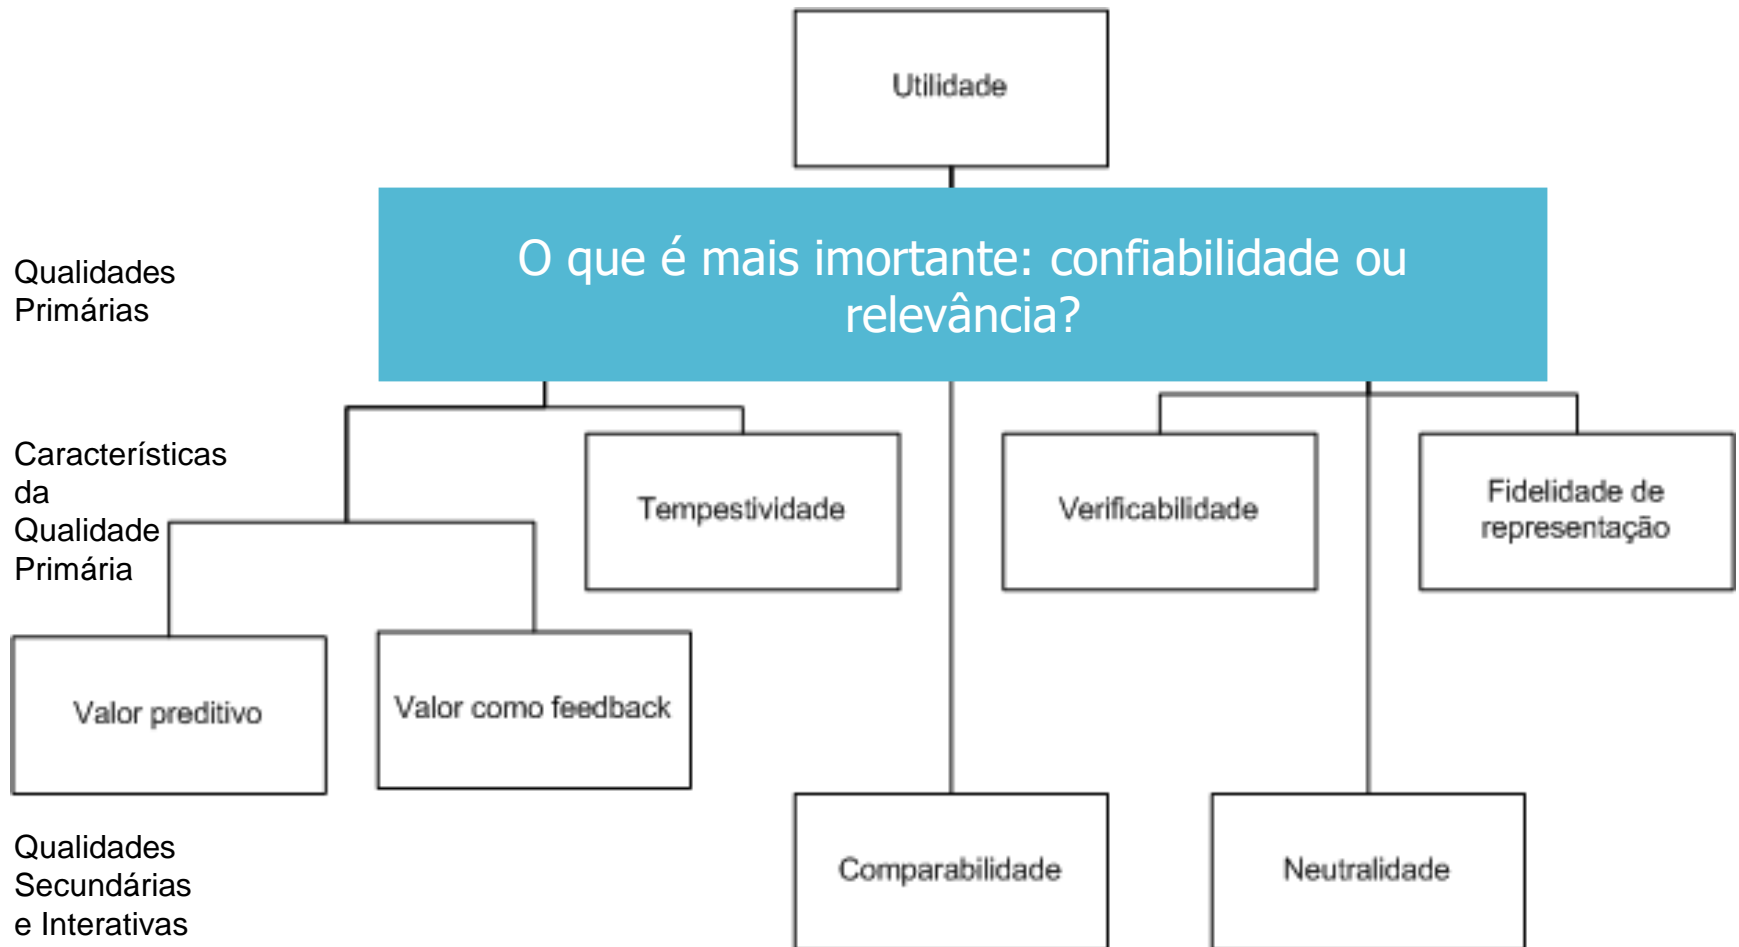 Utilidade
Qualidades
Primárias
O que é mais imortante: confiabilidade ou
relevância?
Características
da
Qualidade
Primária
Tempestividade
Verificabilidade
Fidelidade de
representação
Valor preditivo
Valor como feedback
Qualidades
Secundárias
e Interativas
Comparabilidade
Neutralidade